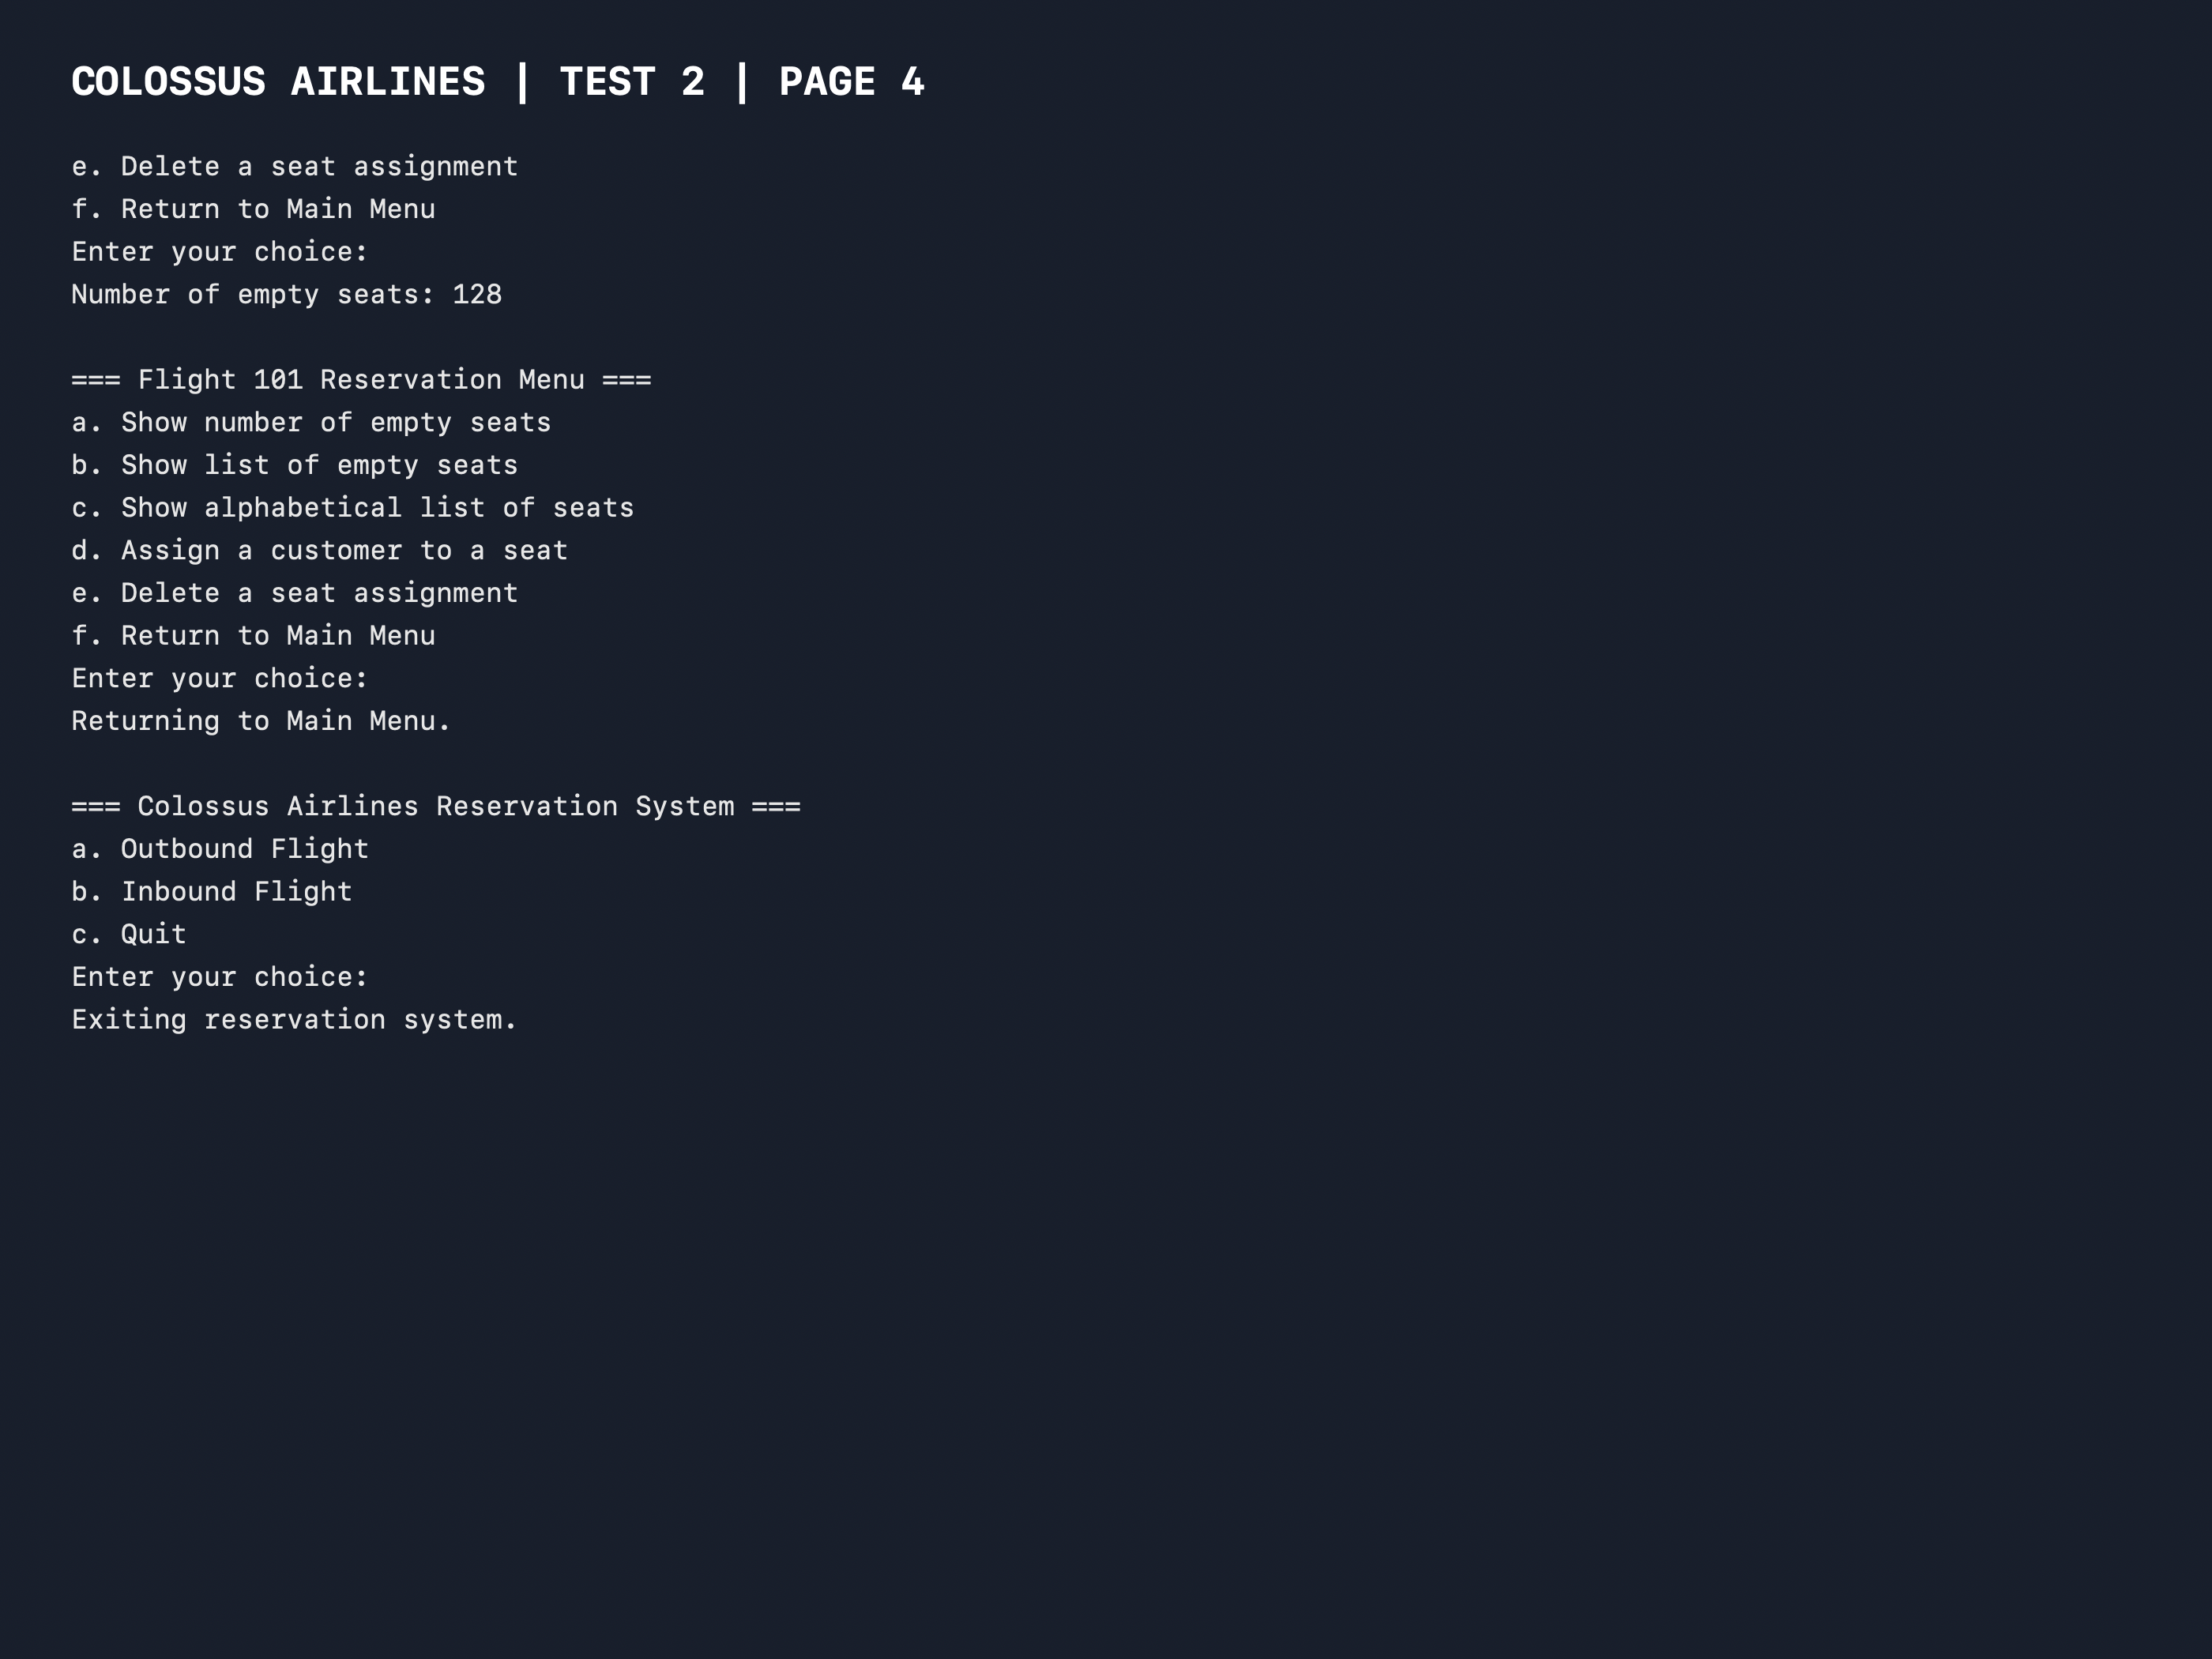 COLOSSUS AIRLINES | TEST 2 | PAGE 4
e. Delete a seat assignment
f. Return to Main Menu
Enter your choice:
Number of empty seats: 128
=== Flight 101 Reservation Menu ===
a. Show number of empty seats
b. Show list of empty seats
c. Show alphabetical list of seats
d. Assign a customer to a seat
e. Delete a seat assignment
f. Return to Main Menu
Enter your choice:
Returning to Main Menu.
=== Colossus Airlines Reservation System ===
a. Outbound Flight
b. Inbound Flight
c. Quit
Enter your choice:
Exiting reservation system.